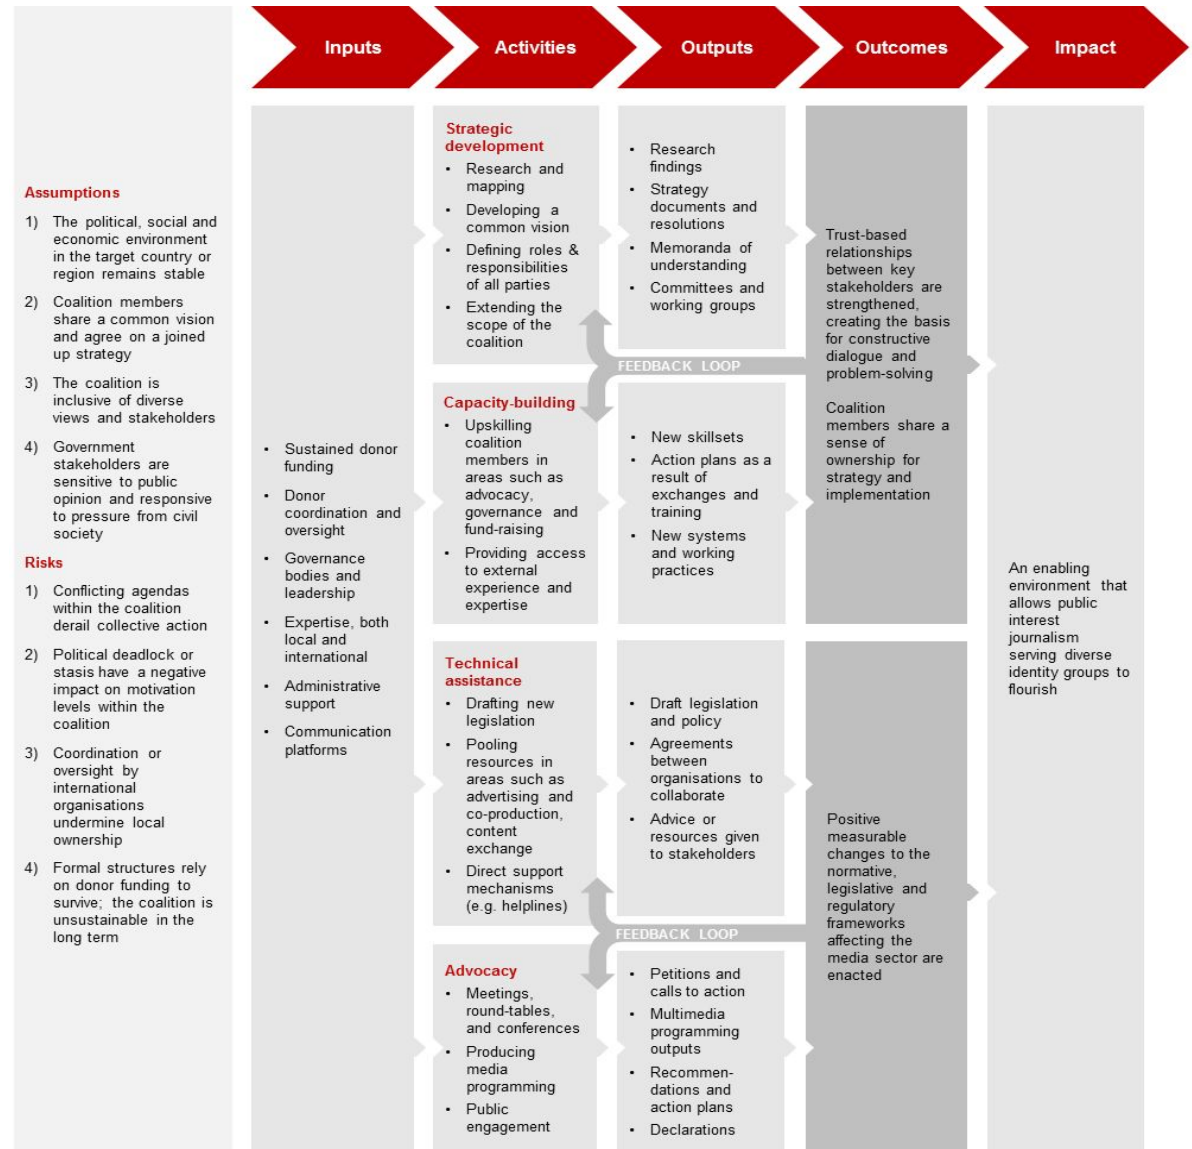 Inputs
Activities
Outputs
Outcomes
Impact
Assumptions
1) The political, social and
economic environment
in the target country or
region remains stable
2) Coalition members
share a common vision
and agree on a joined
up strategy
3) The coalition is
inclusive of diverse
views and stakeholders
4) Government
stakeholders are
sensitive to public
opinion and responsive
to pressure from civil
society
Risks
1) Conflicting agendas
within the coalition
derail collective action
2) Political deadlock or
stasis have a negative
impact on motivation
levels within the
coalition
3) Coordination or
oversight by
international
organisations
undermine local
ownership
4) Formal structures rely
on donor funding to
survive; the coalition is
unsustainable in the
long term
• Sustained donor
funding
• Donor
coordination and
oversight
• Governance
bodies and
leadership
• Expertise, both
local and
international
• Administrative
support
• Communication
platforms
Strategic
development
• Research and
mapping
• Developing a
common vision
• Defining roles &
responsibilities
of all parties
• Extending the
scope of the
coalition
• Research
findings
• Strategy
documents and
resolutions
• Memoranda of
understanding
• Committees and
working groups
FEEDBACK LOOP
Capacity-building
• Upskilling
coalition
members in
areas such as
advocacy,
governance and
fund-raising
• Providing access
to external
experience and
expertise
• New skillsets
• Action plans as a
result of
exchanges and
training
• New systems
and working
practices
Trust-based
relationships
between key
stakeholders are
strengthened,
creating the basis
for constructive
dialogue and
problem-solving
Coalition
members share a
sense of
ownership for
strategy and
implementation
Technical
assistance
• Drafting new
legislation
• Pooling
resources in
areas such as
advertising and
co-production,
content
exchange
• Direct support
mechanisms
(e.g. helplines)
• Draft legislation
and policy
• Agreements
between
organisations to
collaborate
• Advice or
resources given
to stakeholders
FEEDBACK LOOP
Advocacy
• Meetings,
round-tables,
and conferences
• Producing
media
programming
• Public
engagement
• Petitions and
calls to action
• Multimedia
programming
outputs
• Recommen-
dations and
action plans
• Declarations
Positive
measurable
changes to the
normative,
legislative and
regulatory
frameworks
affecting the
media sector are
enacted
An enabling
environment that
allows public
interest
journalism
serving diverse
identity groups to
flourish